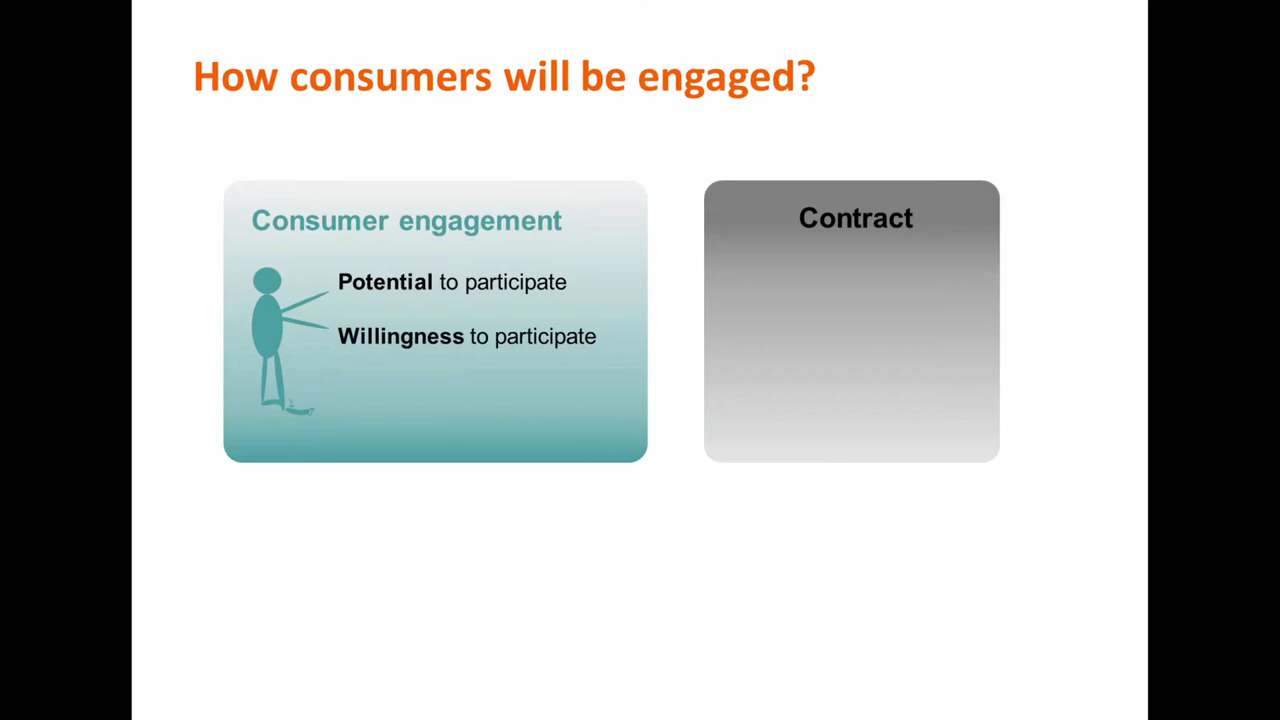 How consumers will be engaged?
Consumer engagement
Potential to participate
Willingness to participate
Contract